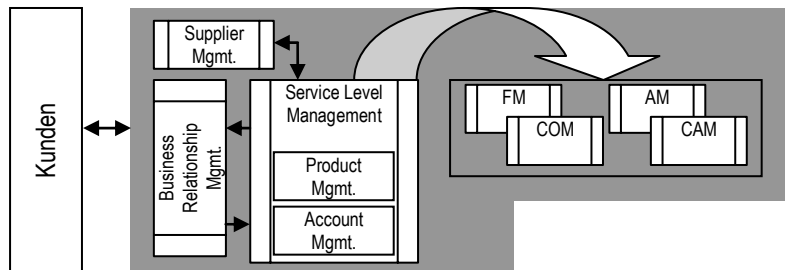 Kunden
Supplier
Mgmt.
Business
Relationship
Mgmt.
Service Level
Management
Product
Mgmt.
Account
Mgmt.
FM
COM
AM
CAM